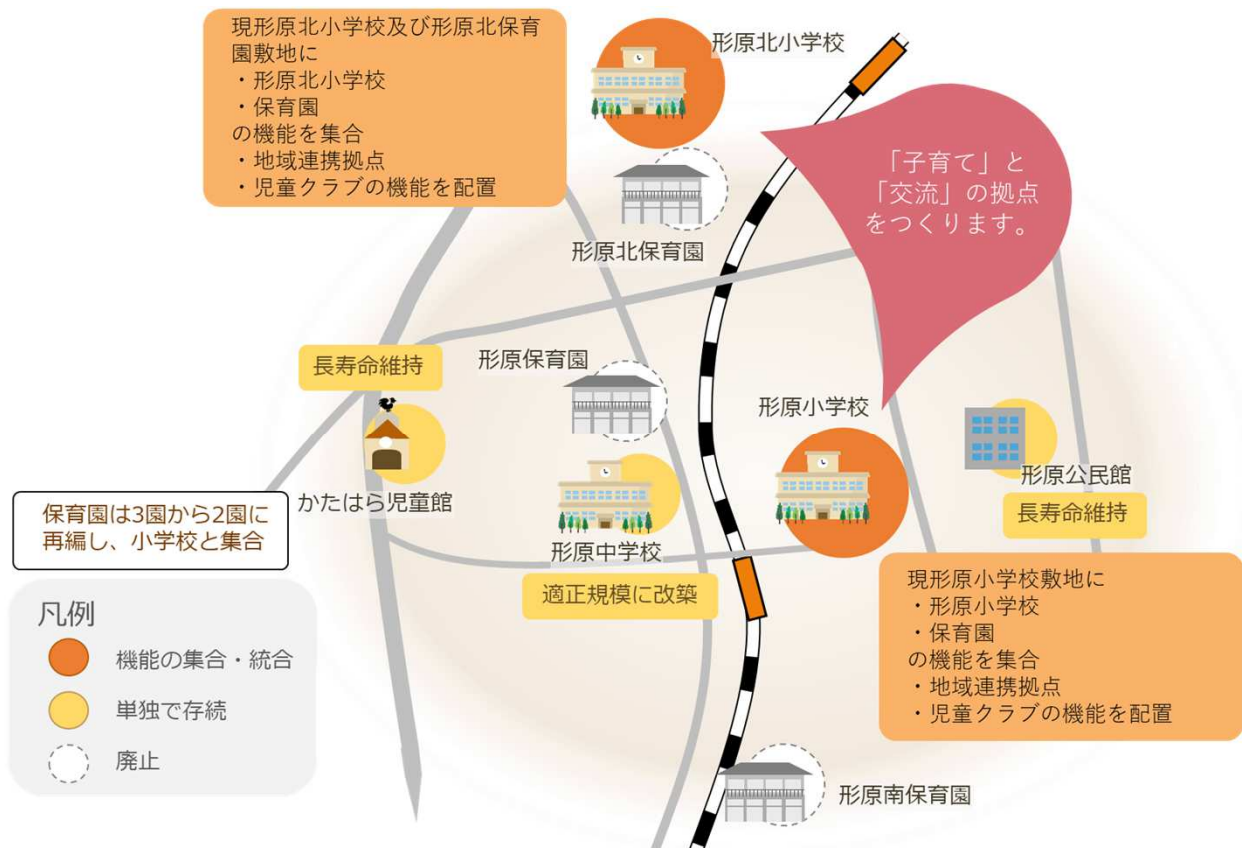 現形原北小学校及び形原北保育
園敷地に
・形原北小学校
・保育園
の機能を集合
・地域連携拠点
・児童クラブの機能を配置
形原北小学校
「子育て」と
「交流」の拠点
をつくります。
形原北保育園
長寿命維持
形原保育園
形原小学校
かたはら児童館
形原公民館
長寿命維持
保育園は3園から2園に
再編し、小学校と集合
形原中学校
適正規模に改築
現形原小学校敷地に
・形原小学校
・保育園
の機能を集合
・地域連携拠点
・児童クラブの機能を配置
凡例
機能の集合・統合
単独で存続
廃止
形原南保育園